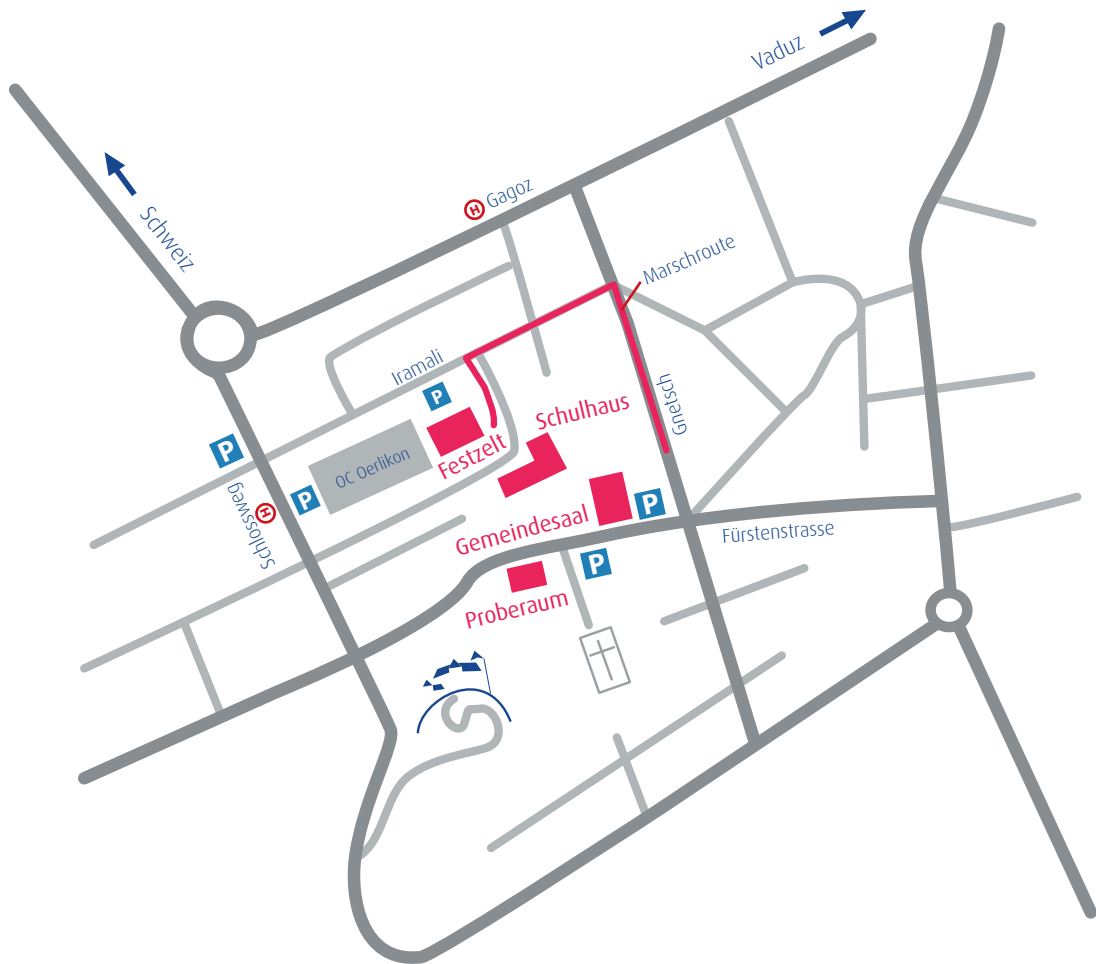 Vaduz
Schweiz
H
Gagoz
Marschroute
Iramali
P
Gnetsch
Schulhaus
Festzelt
OC Oerlikon
P
P
H
Schlossweg
P
Gemeindesaal
Fürstenstrasse
P
Proberaum